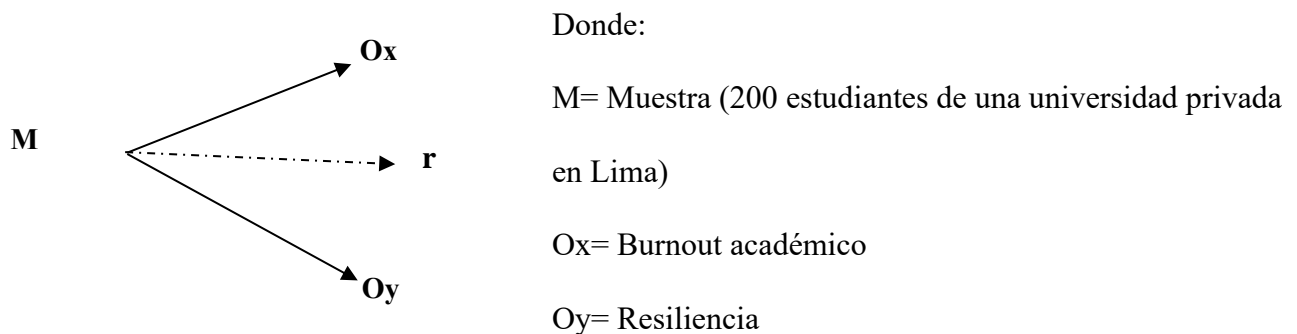 Ox
M
r
Oy
Donde:
M= Muestra (200 estudiantes de una universidad privada
en Lima)
Ox= Burnout académico
Oy= Resiliencia